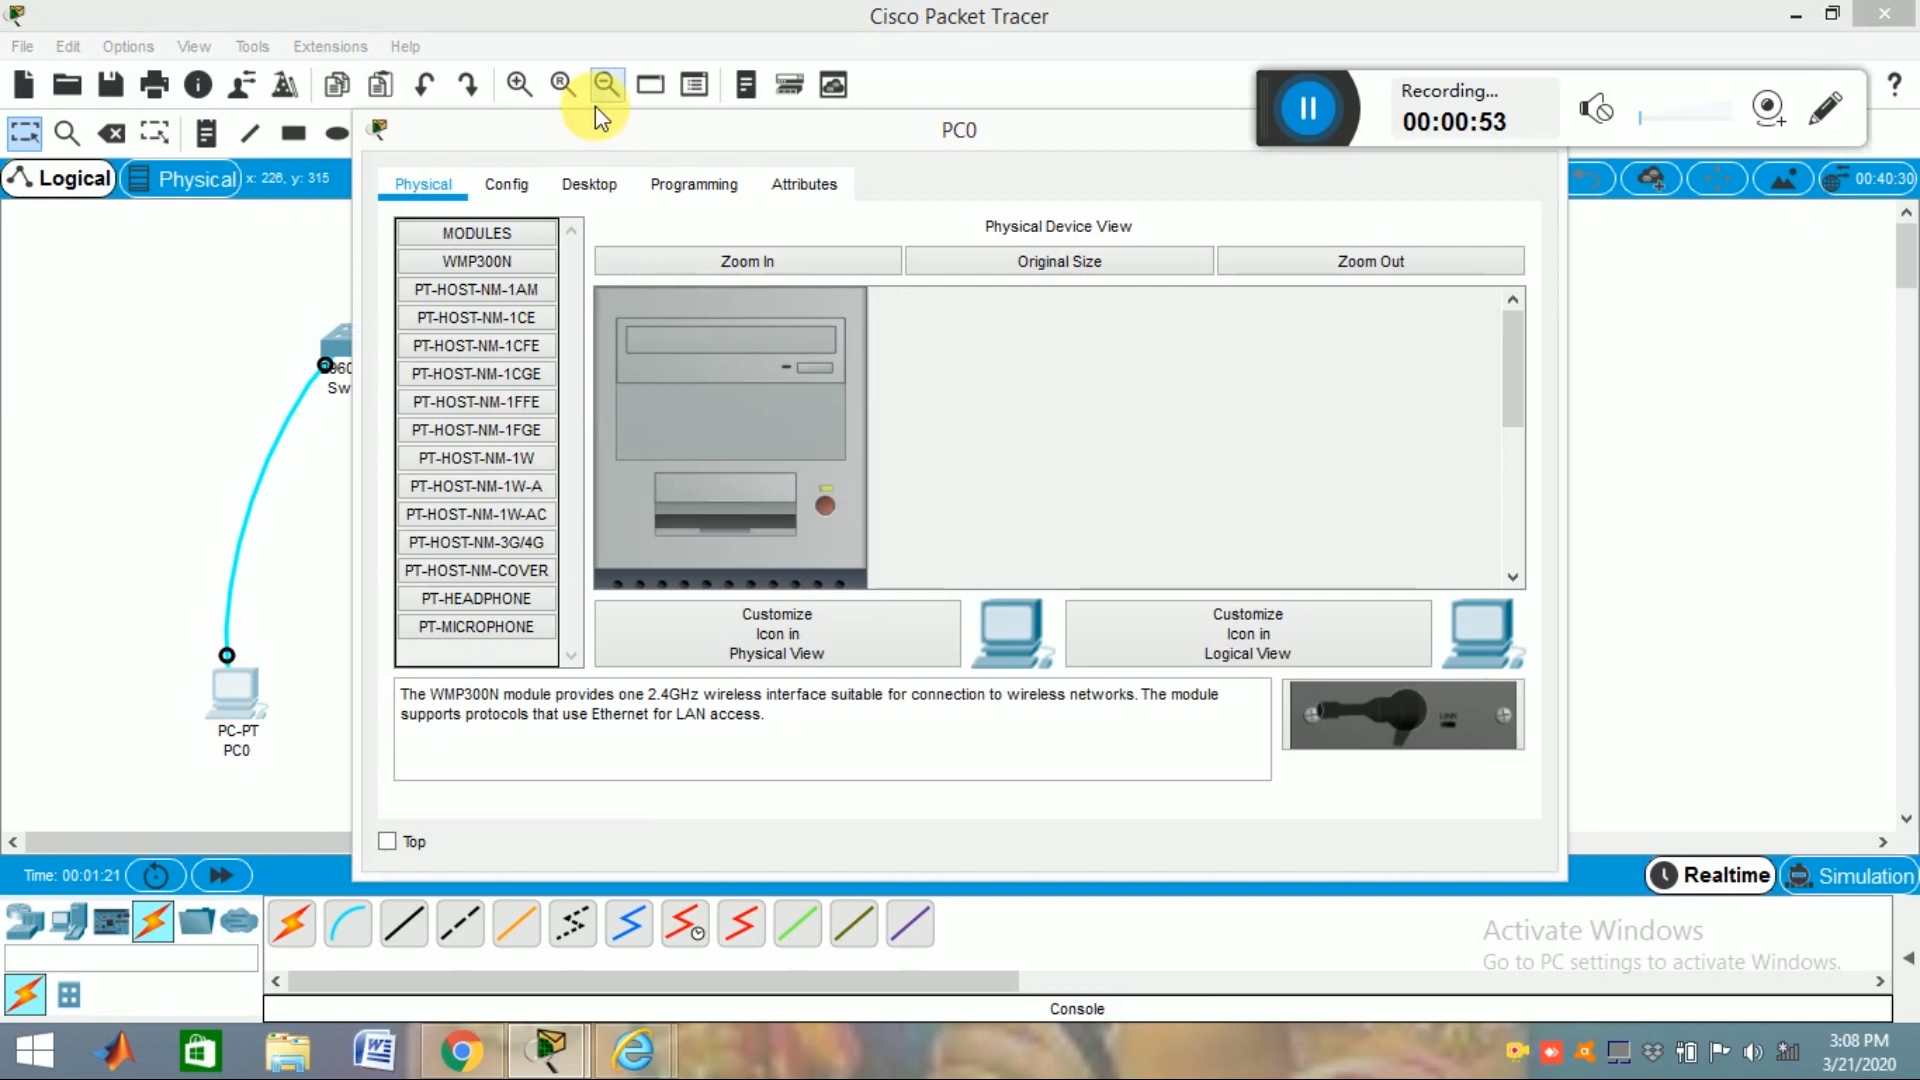 Cisco Packet Tracer
File Edit Options View Tools Extensions Help
Recording...
00:00:53
PC0
Logical
Physical
x: 226, y: 315
00:40:30
Physical Config Desktop Programming Attributes
MODULES
WMP300N
PT-HOST-NM-1AM
PT-HOST-NM-1CE
PT-HOST-NM-1CFE
PT-HOST-NM-1CGE
PT-HOST-NM-1FFE
PT-HOST-NM-1FGE
PT-HOST-NM-1W
PT-HOST-NM-1W-A
PT-HOST-NM-1W-AC
PT-HOST-NM-3G/4G
PT-HOST-NM-COVER
PT-HEADPHONE
PT-MICROPHONE
Physical Device View
Zoom In
Original Size
Zoom Out
960
Sw
PC-PT
PC0
Customize
Icon in
Physical View
Customize
Icon in
Logical View
The WMP300N module provides one 2.4GHz wireless interface suitable for connection to wireless networks. The module
supports protocols that use Ethernet for LAN access.
LINK
Top
Time: 00:01:21
Realtime
Simulation
Activate Windows
Go to PC settings to activate Windows.
Console
3:08 PM
3/21/2020